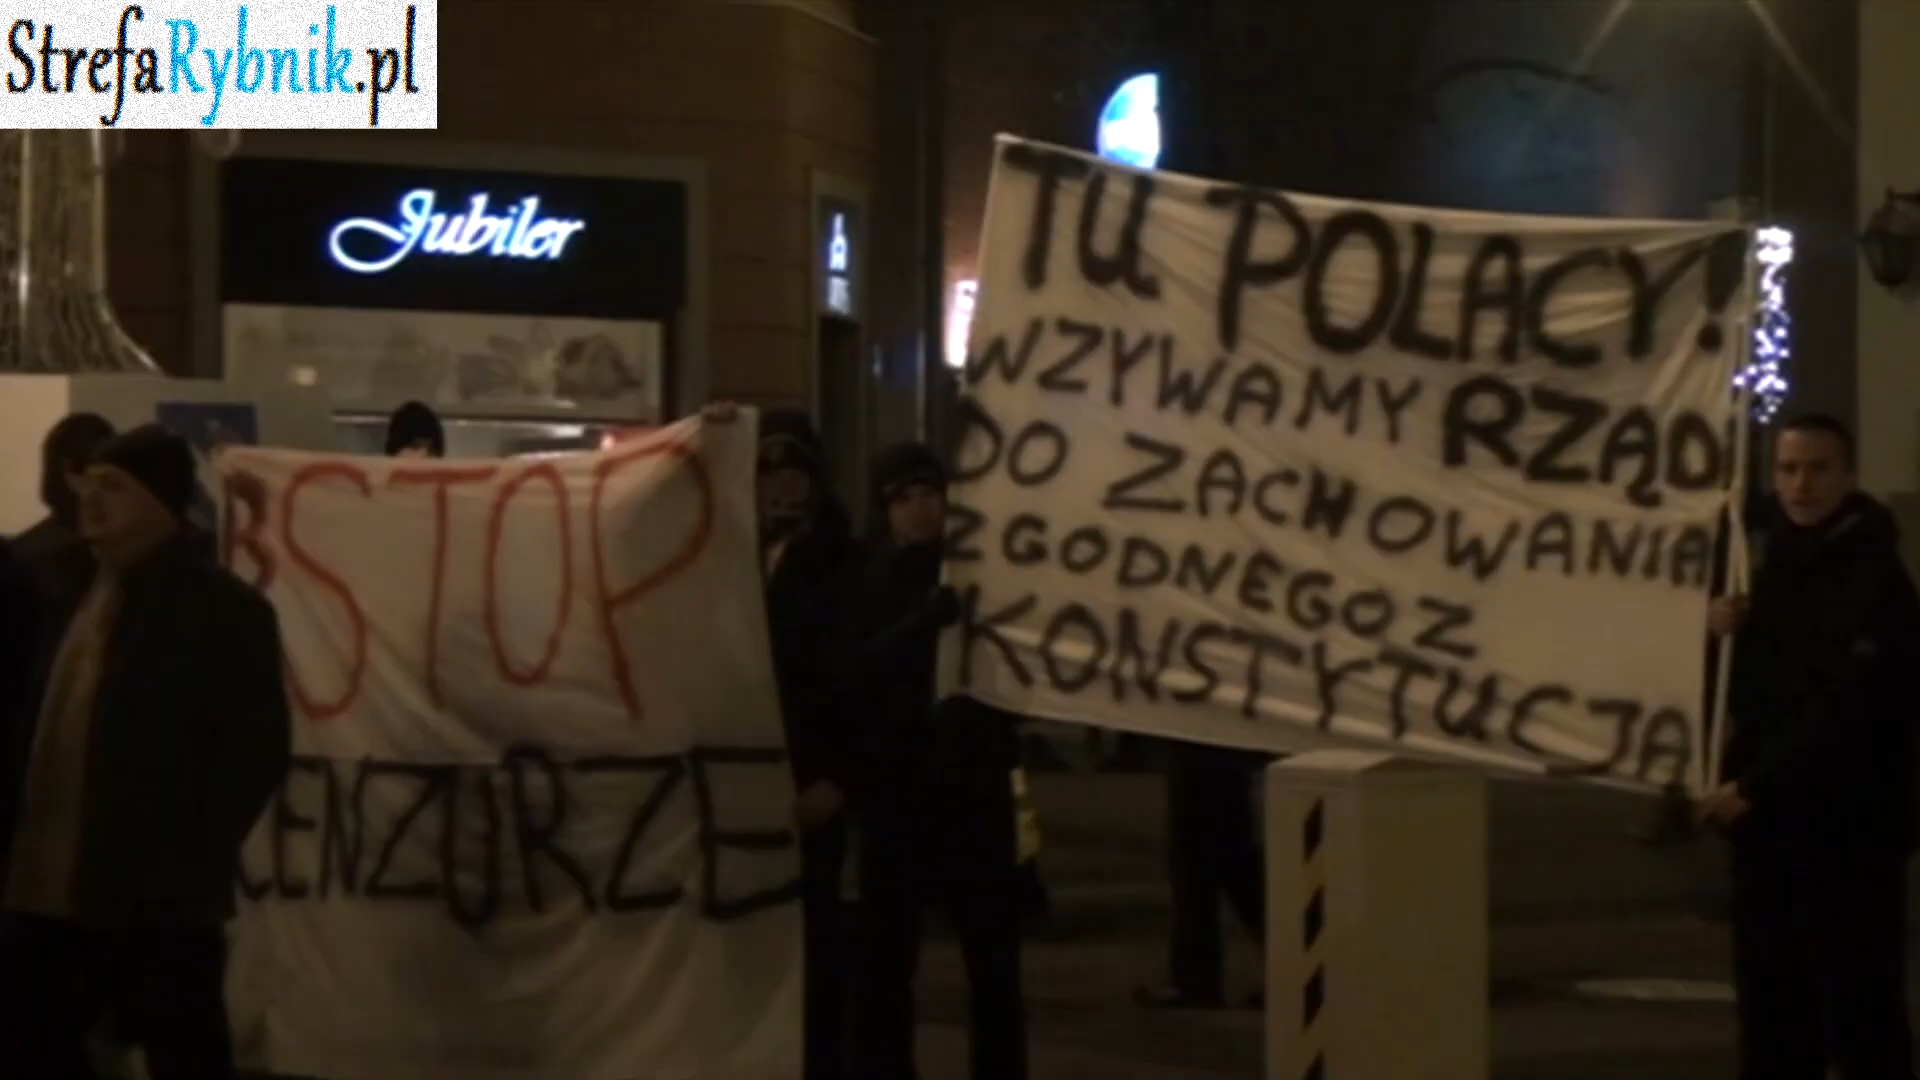 StrefaRybnik.pl
Jubiler
STOP
CENZURZE
TU POLACY!
WZYWAMY RZĄD
DO ZACHOWANIA
ZGODNEGO Z
KONSTYTUCJĄ